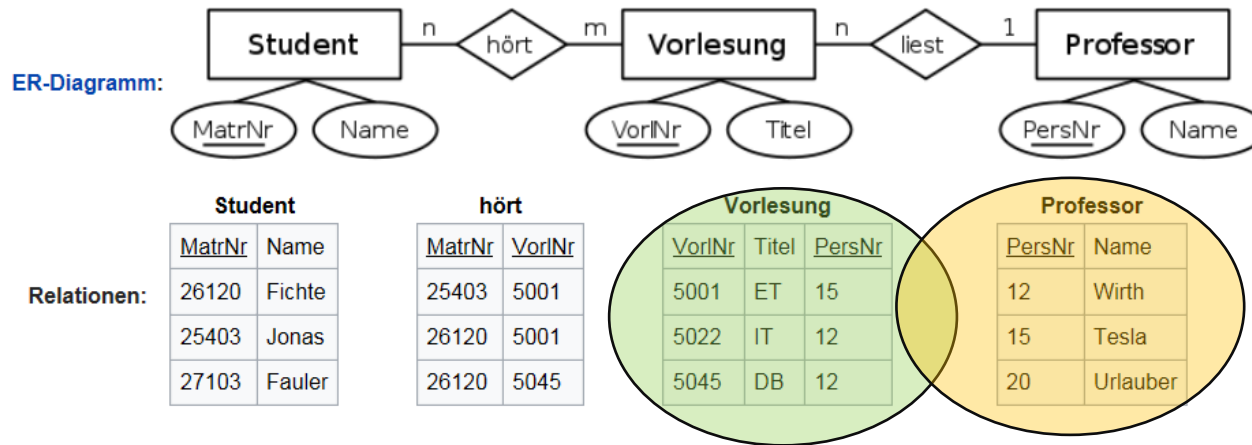 Student n hört m Vorlesung n liest 1 Professor
ER-Diagramm:
MatrNr Name VorlNr Titel PersNr Name
Student hört Vorlesung Professor
MatrNr Name MatrNr VorlNr VorlNr Titel PersNr PersNr Name
Relationen:
26120 Fichte 25403 5001 5001 ET 15 12 Wirth
25403 Jonas 26120 5001 5022 IT 12 15 Tesla
27103 Fauler 26120 5045 5045 DB 12 20 Urlauber